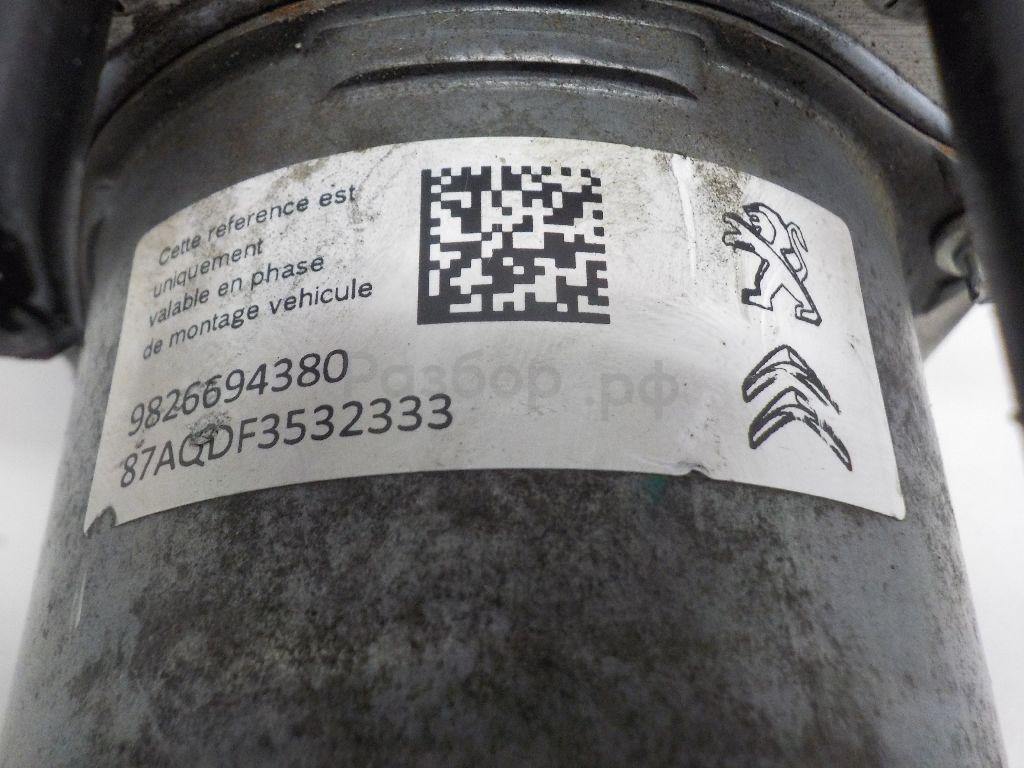 Cette reference est
uniquement
valable en phase
de montage vehicule
9826694380
87AQDF3532333
Разбор.рф